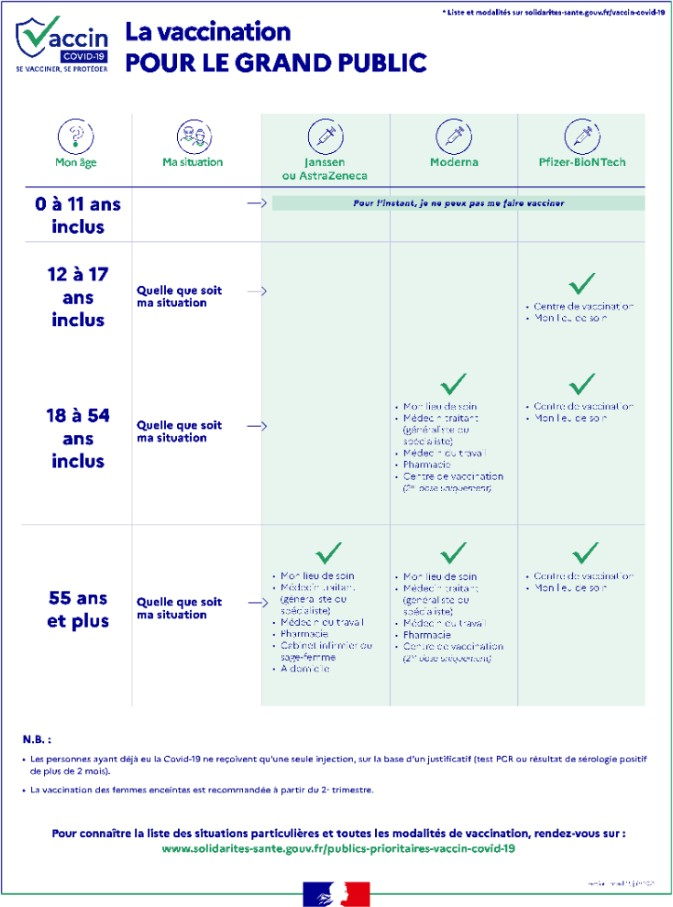 * Liste et modalités sur solidarites-sante.gouv.fr/vaccin-covid-19
Vaccin
COVID-19
SE VACCINER, SE PROTÉGER
La vaccination
POUR LE GRAND PUBLIC
Mon âge
Ma situation
Janssen
ou AstraZeneca
Moderna
Pfizer-BioNTech
0 à 11 ans
inclus
Pour l'instant, je ne peux pas me faire vacciner
12 à 17
ans
inclus
Quelle que soit
ma situation
• Centre de vaccination
• Mon lieu de soin
18 à 54
ans
inclus
Quelle que soit
ma situation
• Mon lieu de soin
• Médecin traitant
(généraliste ou
spécialiste)
• Médecin du travail
• Pharmacie
• Centre de vaccination
(2de dose uniquement)
• Centre de vaccination
• Mon lieu de soin
55 ans
et plus
Quelle que soit
ma situation
• Mon lieu de soin
• Médecin traitant
(généraliste ou
spécialiste)
• Médecin du travail
• Pharmacie
• Cabinet infirmier ou
sage-femme
• A domicile
• Mon lieu de soin
• Médecin traitant
(généraliste ou
spécialiste)
• Médecin du travail
• Pharmacie
• Centre de vaccination
(2de dose uniquement)
• Centre de vaccination
• Mon lieu de soin
N.B. :
• Les personnes ayant déjà eu la Covid-19 ne reçoivent qu'une seule injection, sur la base d'un justificatif (test PCR ou résultat de sérologie positif
de plus de 2 mois).
• La vaccination des femmes enceintes est recommandée à partir du 2e trimestre.
Pour connaître la liste des situations particulières et toutes les modalités de vaccination, rendez-vous sur :
www.solidarites-sante.gouv.fr/publics-prioritaires-vaccin-covid-19